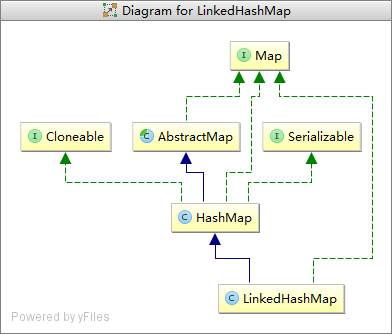 Diagram for LinkedHashMap
I Map
I Cloneable
C AbstractMap
I Serializable
C HashMap
C LinkedHashMap
Powered by yFiles